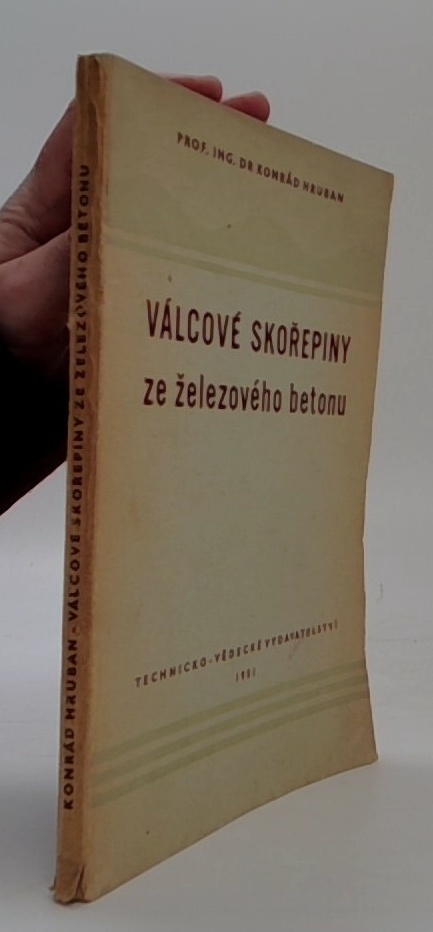 PROF. ING. DR KONRÁD HRUBAN
VÁLCOVÉ SKOŘEPINY
ze železového betonu
TECHNICKO-VĚDECKÉ VYDAVATELSTVÍ
1951
KONRÁD HRUBAN - VÁLCOVÉ SKOŘEPINY ZE ŽELEZOVÉHO BETONU